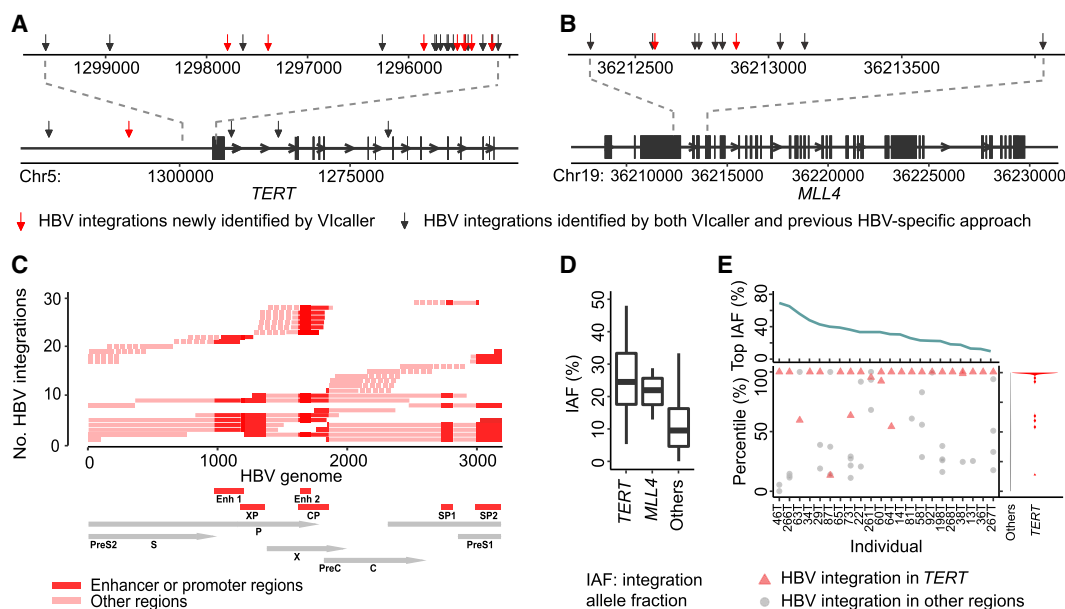 A
1299000 1298000 1297000 1296000
Chr5: 1300000 1275000
TERT
B
36212500 36213000 36213500
Chr19: 36210000 36215000 36220000 36225000 36230000
MLL4
HBV integrations newly identified by VIcaller
HBV integrations identified by both VIcaller and previous HBV-specific approach
C
No. HBV integrations
30
20
10
0
0 1000 2000 3000
HBV genome
Enh 1
Enh 2
XP
CP
SP1
SP2
P
PreS2
S
PreS1
X
PreC
C
Enhancer or promoter regions
Other regions
D
IAF (%)
50
40
30
20
10
0
TERT
MLL4
Others
IAF: integration
allele fraction
E
Top IAF (%)
80
40
0
Percentile (%)
100
50
0
46T
266T
63T
34T
29T
87T
65T
73T
22T
261T
60T
64T
14T
81T
58T
92T
198T
268T
38T
13T
36T
267T
Individual
Others
TERT
HBV integration in TERT
HBV integration in other regions